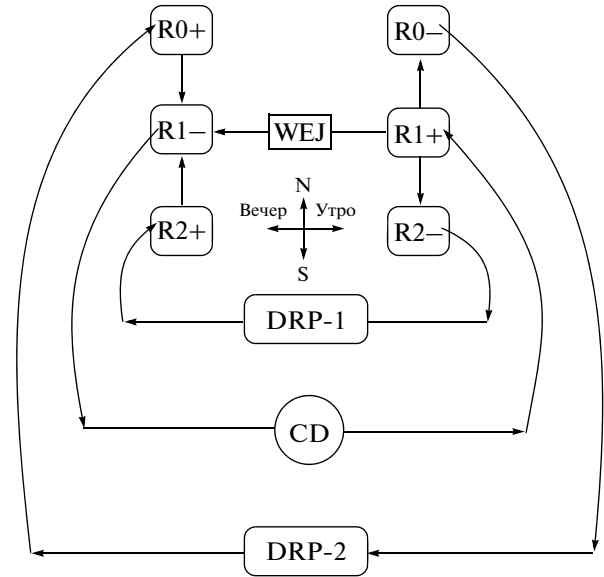 R0+ R0−
R1− WEJ R1+
N
Вечер Утро
R2+ R2−
S
DRP-1
CD
DRP-2